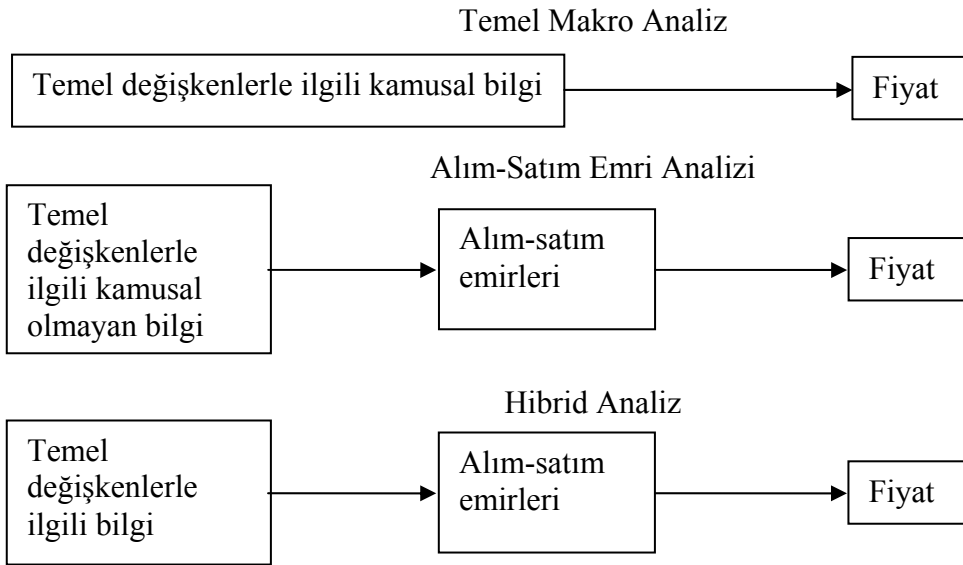 Temel Makro Analiz
Temel değişkenlerle ilgili kamusal bilgi
Fiyat
Alım-Satım Emri Analizi
Temel
değişkenlerle
ilgili kamusal
olmayan bilgi
Alım-satım
emirleri
Fiyat
Hibrid Analiz
Temel
değişkenlerle
ilgili bilgi
Alım-satım
emirleri
Fiyat